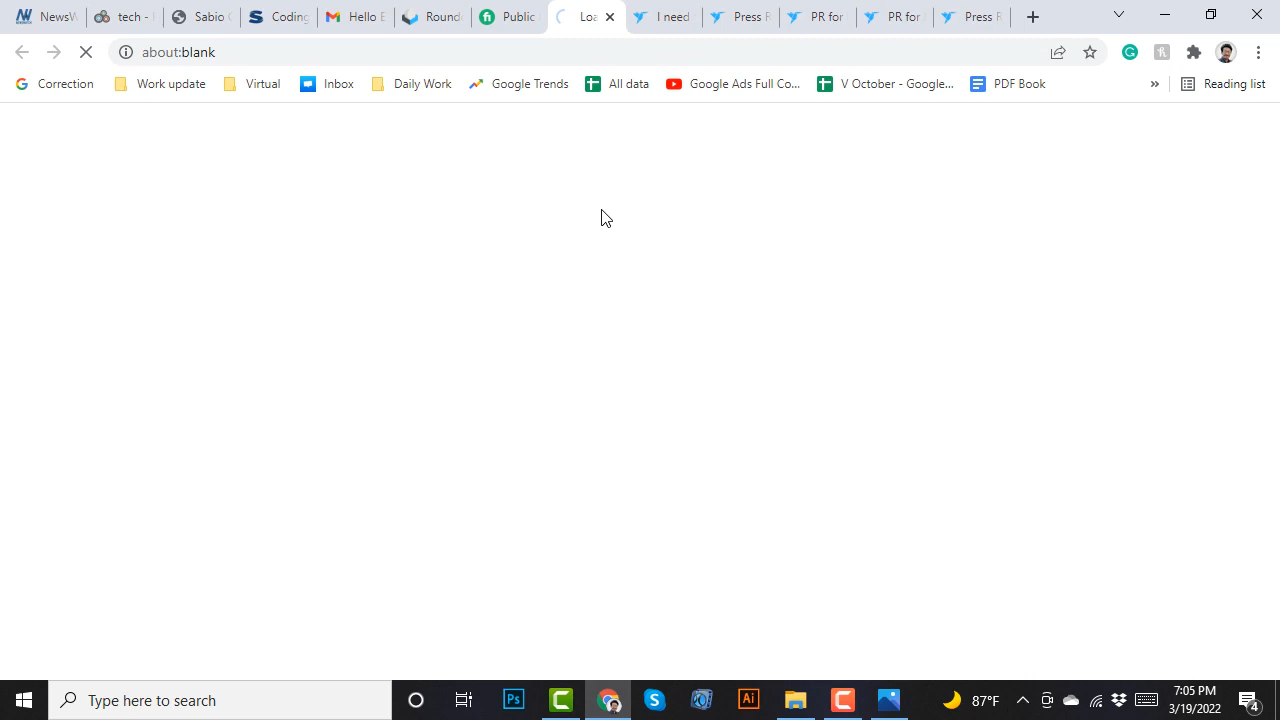 NewsW tech - Sabio Coding Hello E Round Public Loa I need Press R PR for PR for Press R
about:blank
Correction Work update Virtual Inbox Daily Work Google Trends All data Google Ads Full Co... V October - Google... PDF Book » Reading list
Type here to search Ps Ai 87°F 7:05 PM
3/19/2022 4